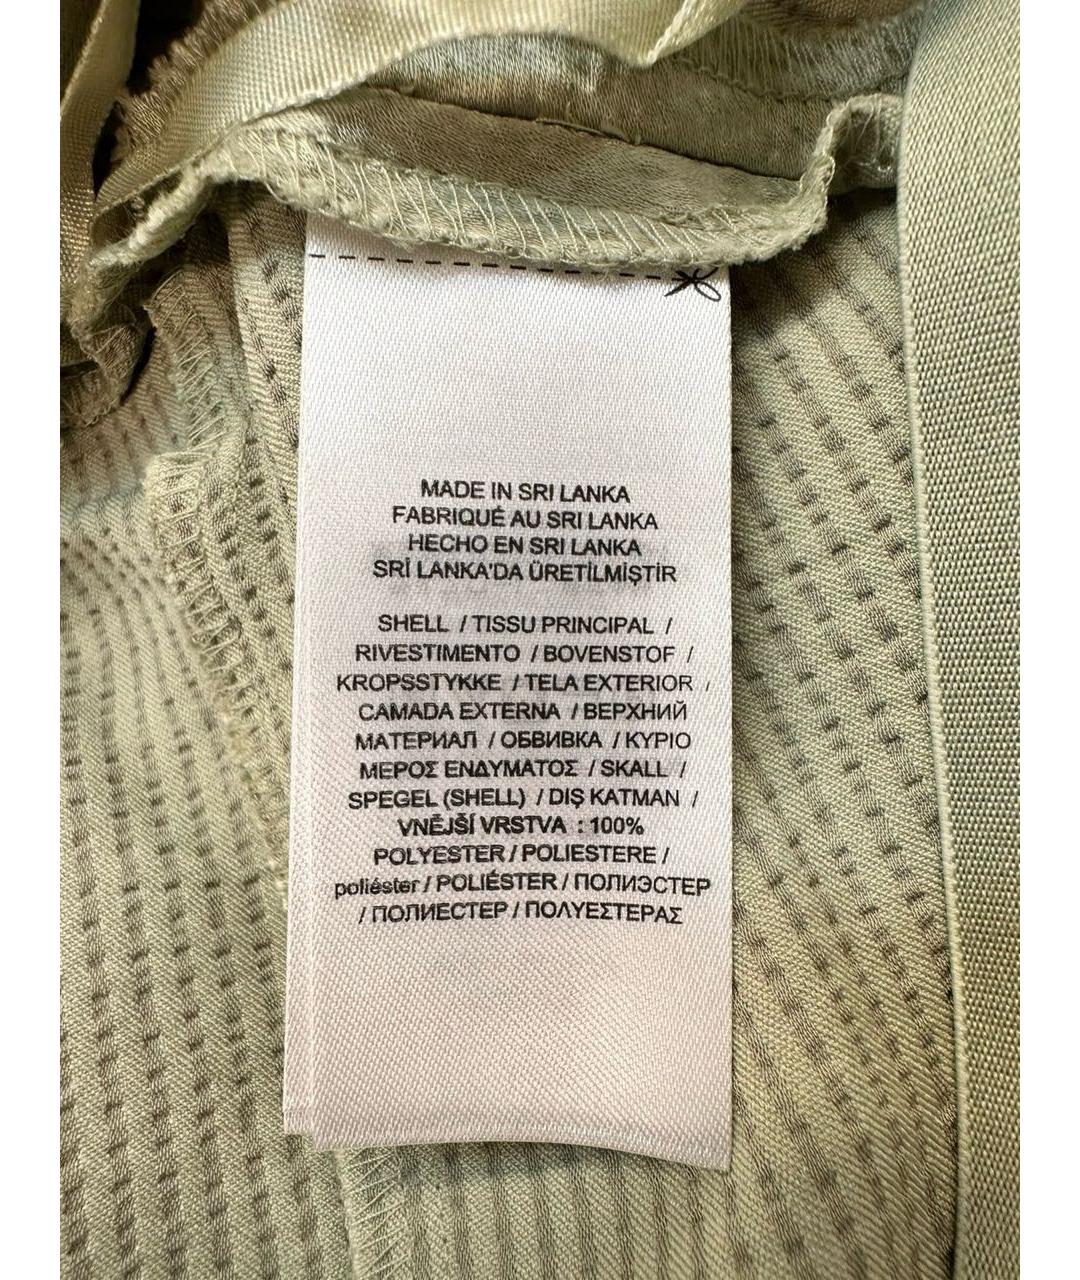 MADE IN SRI LANKA
FABRIQUÉ AU SRI LANKA
HECHO EN SRI LANKA
SRİ LANKA'DA ÜRETİLMİŞTİR
SHELL / TISSU PRINCIPAL /
RIVESTIMENTO / BOVENSTOF /
KROPSSTYKKE / TELA EXTERIOR /
CAMADA EXTERNA / ВЕРХНИЙ
МАТЕРИАЛ / ОБВИВКА / ΚΥΡΙΟ
ΜΕΡΟΣ ΕΝΔΥΜΑΤΟΣ / SKALL /
SPEGEL (SHELL) / DIŞ KATMAN /
VNĚJŠÍ VRSTVA : 100%
POLYESTER / POLIESTERE /
poliéster / POLIÉSTER / ПОЛИЭСТЕР
/ ПОЛИЕСТЕР / ΠΟΛΥΕΣΤΕΡΑΣ